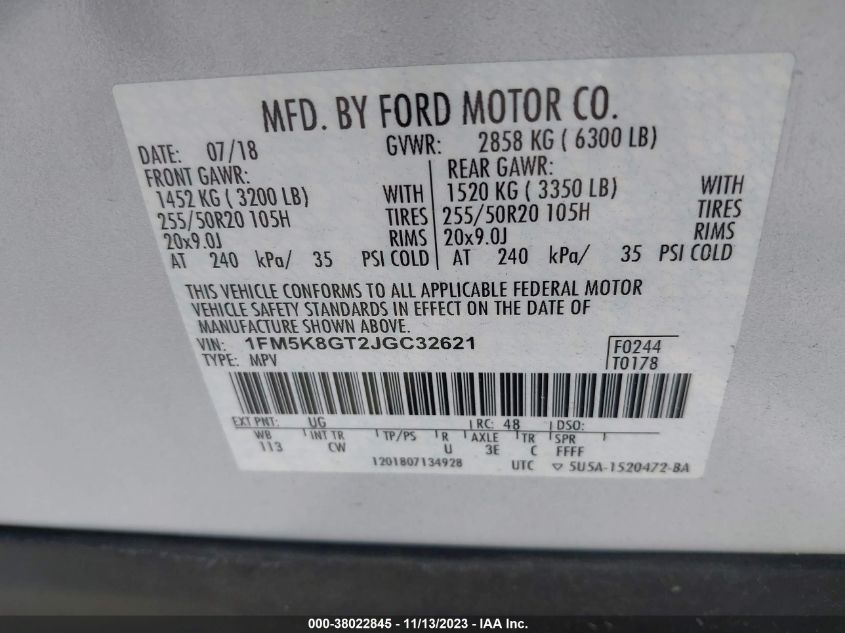 MFD. BY FORD MOTOR CO.
DATE: 07/18 GVWR: 2858 KG ( 6300 LB)
FRONT GAWR: REAR GAWR:
1452 KG ( 3200 LB) WITH 1520 KG ( 3350 LB) WITH
255/50R20 105H TIRES 255/50R20 105H TIRES
20x9.0J RIMS 20x9.0J RIMS
AT 240 kPa/ 35 PSI COLD AT 240 kPa/ 35 PSI COLD
THIS VEHICLE CONFORMS TO ALL APPLICABLE FEDERAL MOTOR
VEHICLE SAFETY STANDARDS IN EFFECT ON THE DATE OF
MANUFACTURE SHOWN ABOVE.
VIN: 1FM5K8GT2JGC32621 F0244
TYPE: MPV T0178
EXT PNT: UG RC: 48 DSO:
WB INT TR TP/PS R AXLE TR SPR
113 CW U 3E C FFFF
1201807134928 UTC ▽ 5U5A-1520472-BA
000-38022845 - 11/13/2023 - IAA Inc.